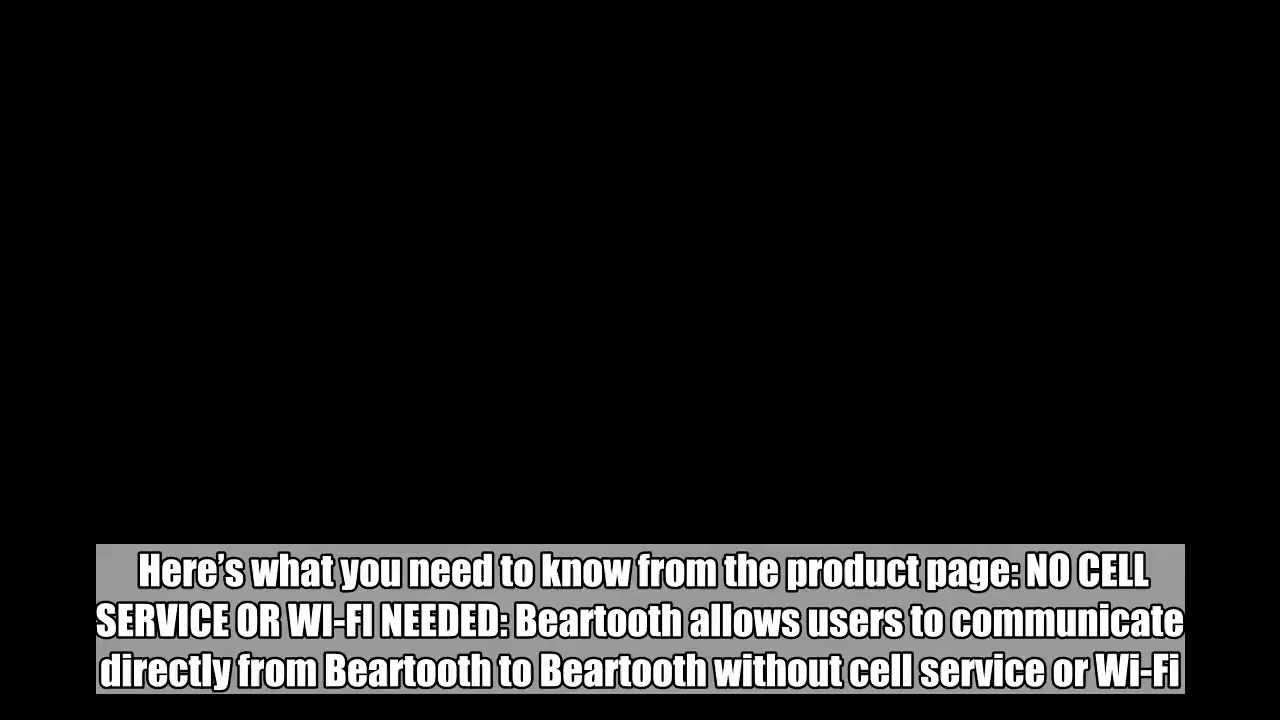 Here’s what you need to know from the product page: NO CELL
SERVICE OR WI-FI NEEDED: Beartooth allows users to communicate
directly from Beartooth to Beartooth without cell service or Wi-Fi